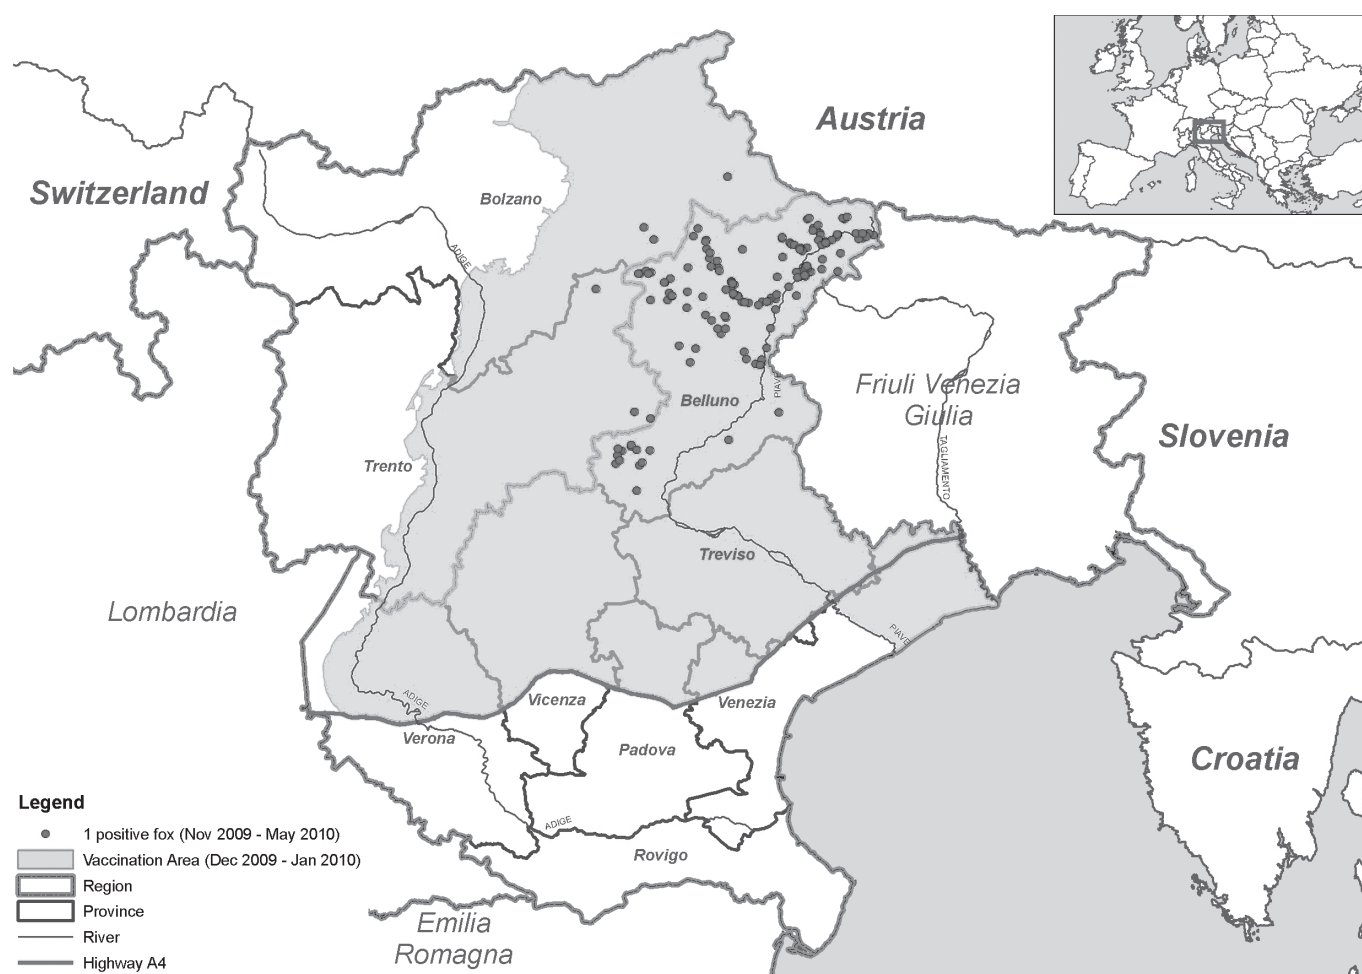 Austria
Switzerland
Bolzano
ADIGE
Friuli Venezia
Giulia
PIAVE
Belluno
Slovenia
TAGLIAMENTO
Trento
Treviso
Lombardia
PIAVE
ADIGE
Vicenza
Venezia
Verona
Padova
Croatia
ADIGE
Rovigo
Emilia
Romagna
Legend
1 positive fox (Nov 2009 - May 2010)
Vaccination Area (Dec 2009 - Jan 2010)
Region
Province
River
Highway A4